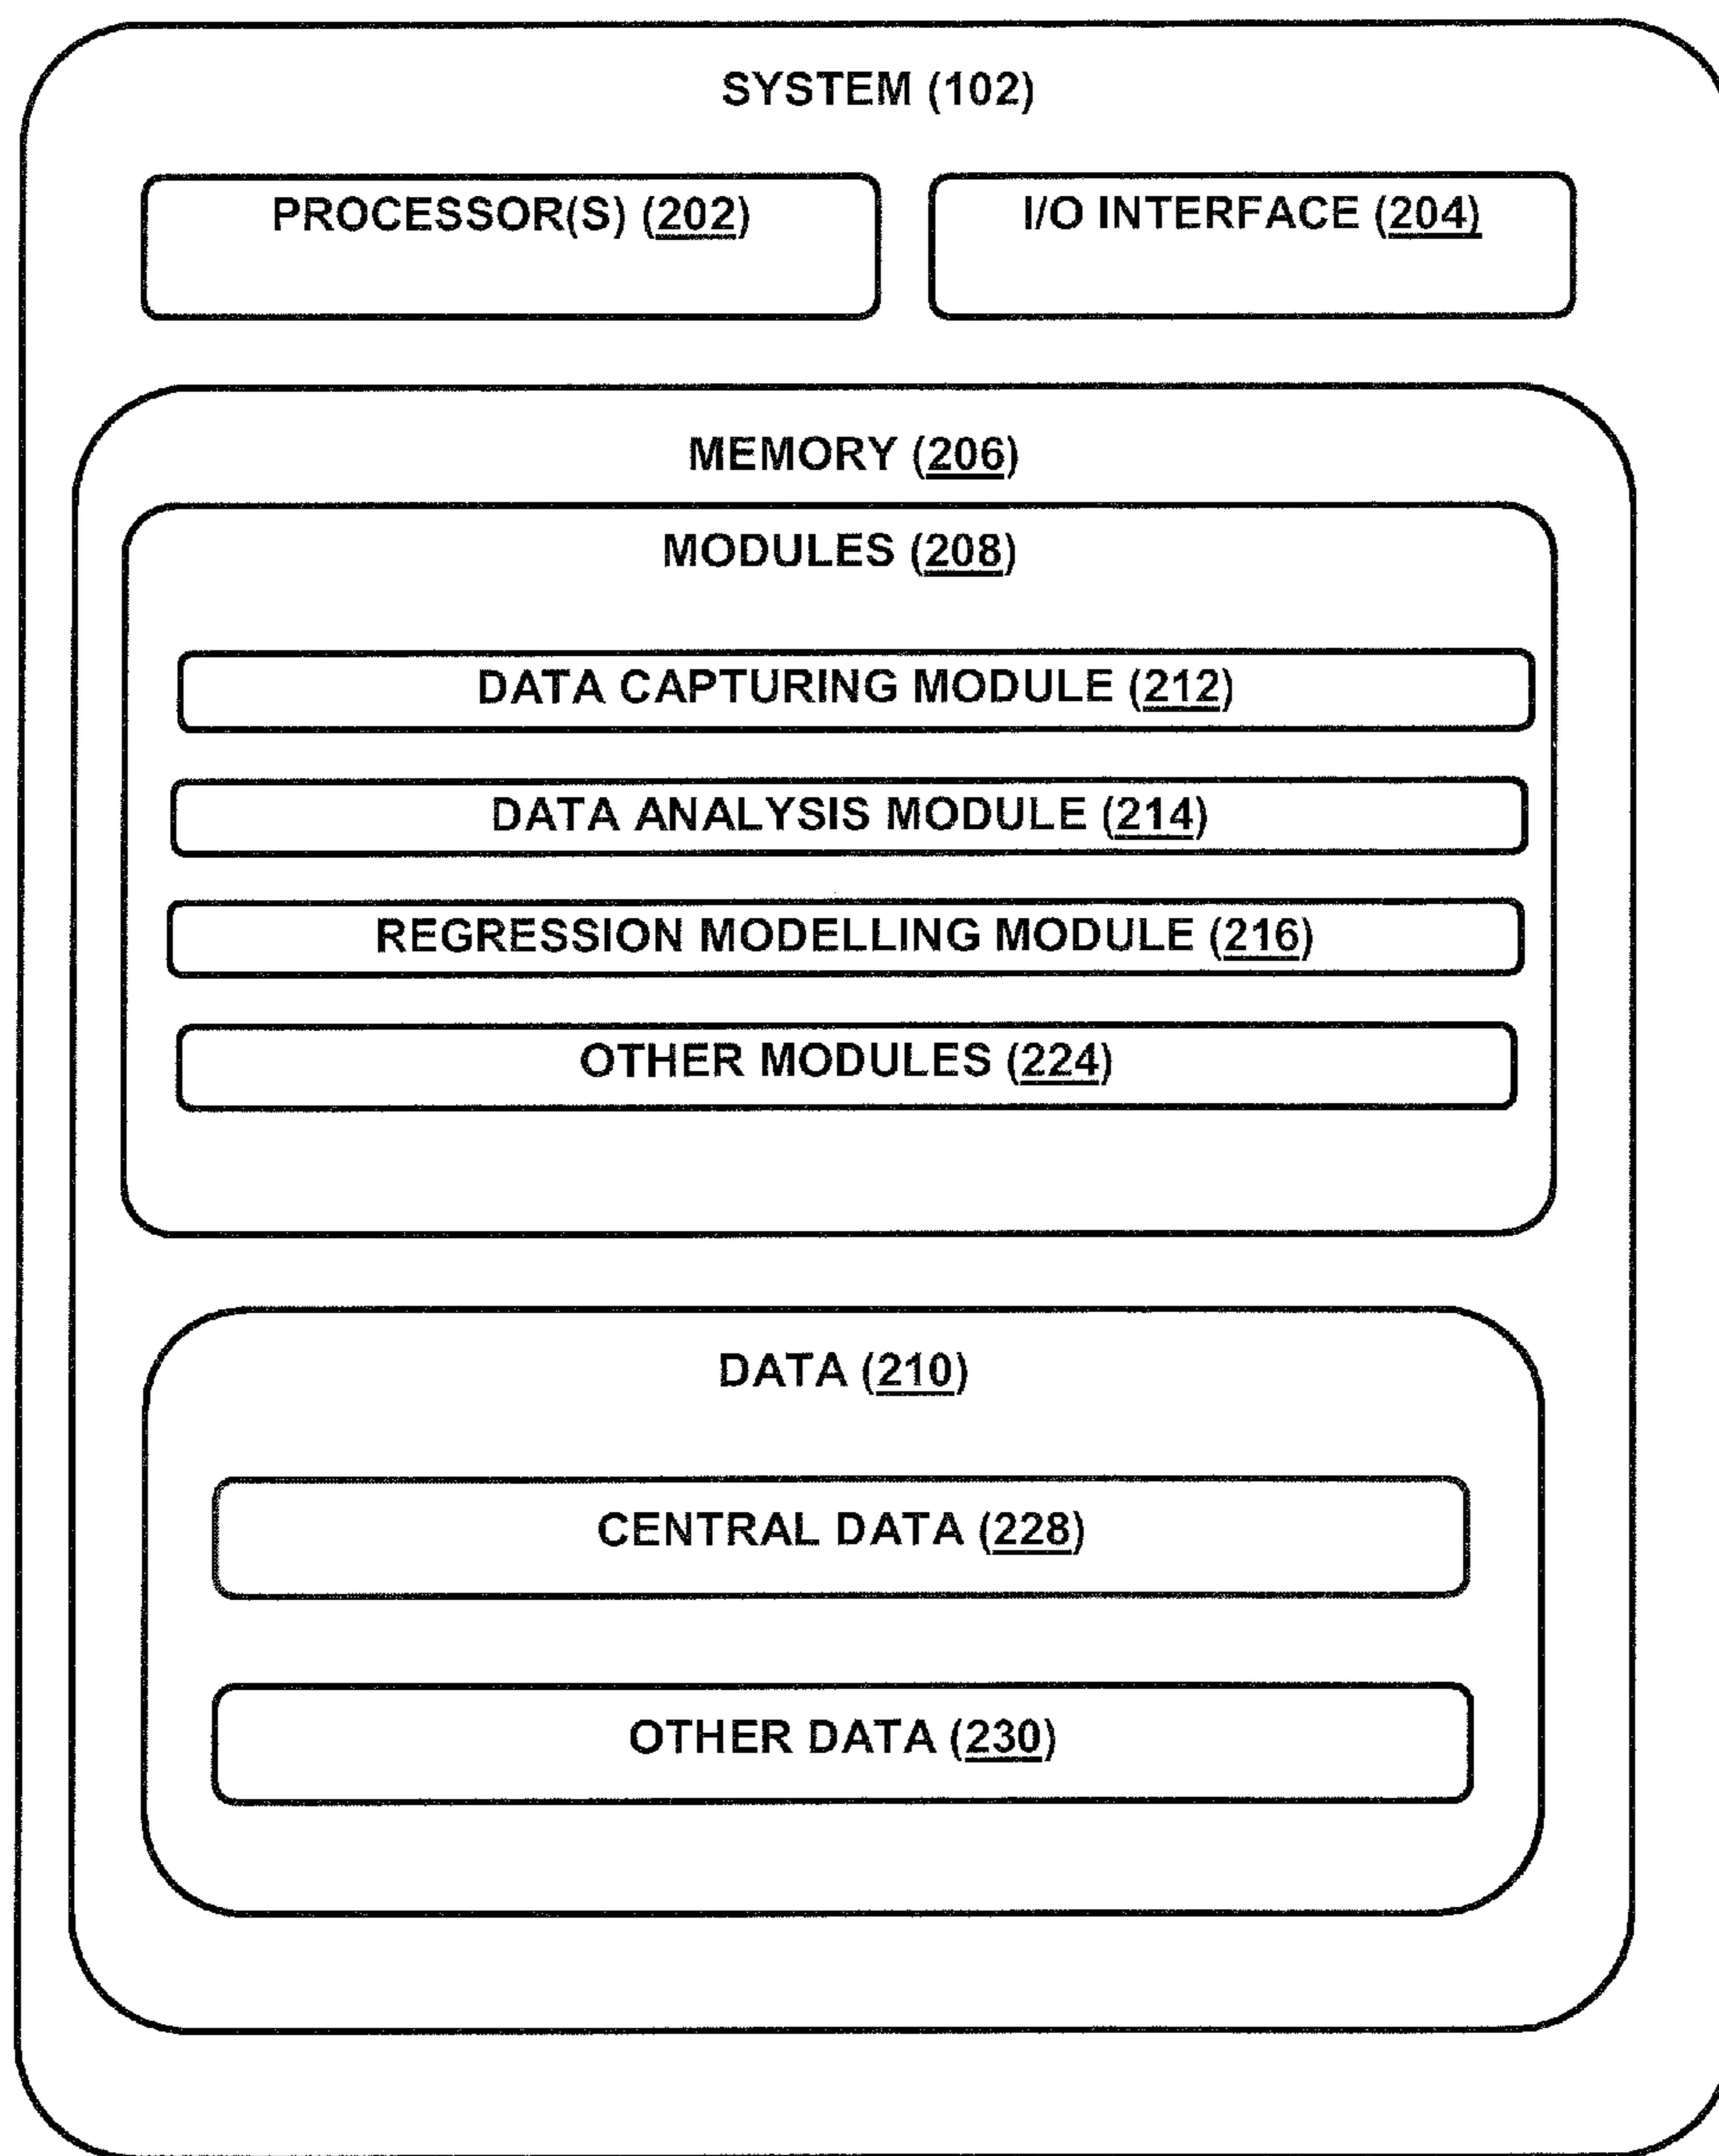 SYSTEM (102)
PROCESSOR(S) (202)
I/O INTERFACE (204)
MEMORY (206)
MODULES (208)
DATA CAPTURING MODULE (212)
DATA ANALYSIS MODULE (214)
REGRESSION MODELLING MODULE (216)
OTHER MODULES (224)
DATA (210)
CENTRAL DATA (228)
OTHER DATA (230)